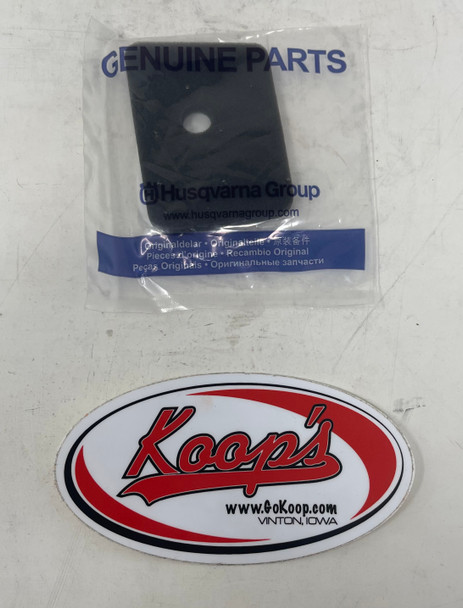 GENUINE PARTS
Husqvarna Group
www.husqvarnagroup.com
Originaldelar • Originalteile • 原装备件
Pieces d'origine • Recambio Original
Peças Originais • Оригинальные запчасти
Koop's
www.GoKoop.com
VINTON, IOWA